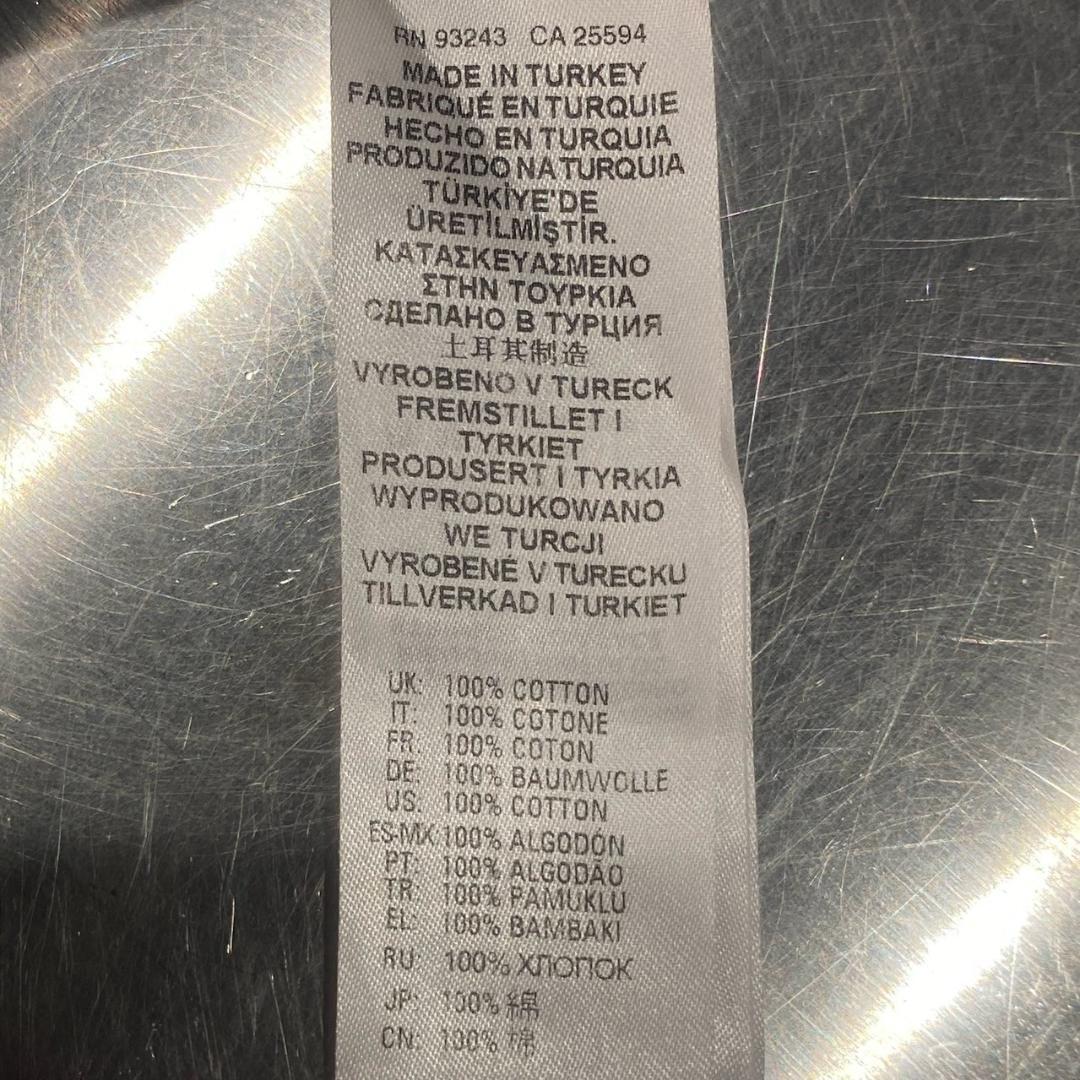 RN 93243 CA 25594
MADE IN TURKEY
FABRIQUÉ EN TURQUIE
HECHO EN TURQUIA
PRODUZIDO NA TURQUIA
TÜRKİYE'DE
ÜRETİLMİŞTİR.
ΚΑΤΑΣΚΕΥΑΣΜΕΝΟ
ΣΤΗΝ ΤΟΥΡΚΙΑ
СДЕЛАНО В ТУРЦИЯ
土耳其制造
VYROBENO V TURECK
FREMSTILLET I
TYRKIET
PRODUSERT I TYRKIA
WYPRODUKOWANO
WE TURCJI
VYROBENÉ V TURECKU
TILLVERKAD I TURKIET
UK: 100% COTTON
IT: 100% COTONE
FR: 100% COTON
DE: 100% BAUMWOLLE
US: 100% COTTON
ES-MX: 100% ALGODÓN
PT: 100% ALGODÃO
TR: 100% PAMUKLU
EL: 100% ΒΑΜΒΑΚΙ
RU: 100% ХЛОПОК
JP: 100% 綿
CN: 100% 棉